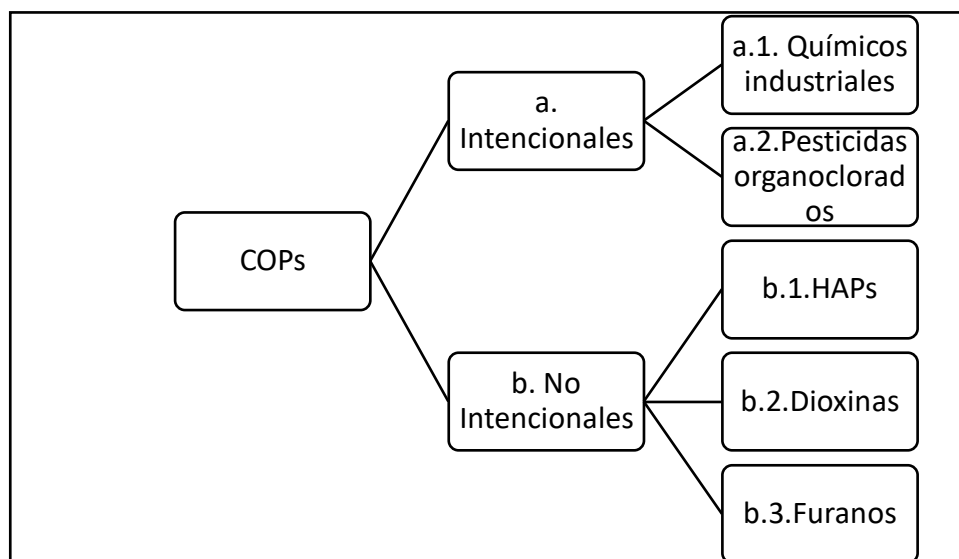 COPs
a.
Intencionales
a.1. Químicos
industriales
a.2.Pesticidas
organoclorad
os
b. No
Intencionales
b.1.HAPs
b.2.Dioxinas
b.3.Furanos